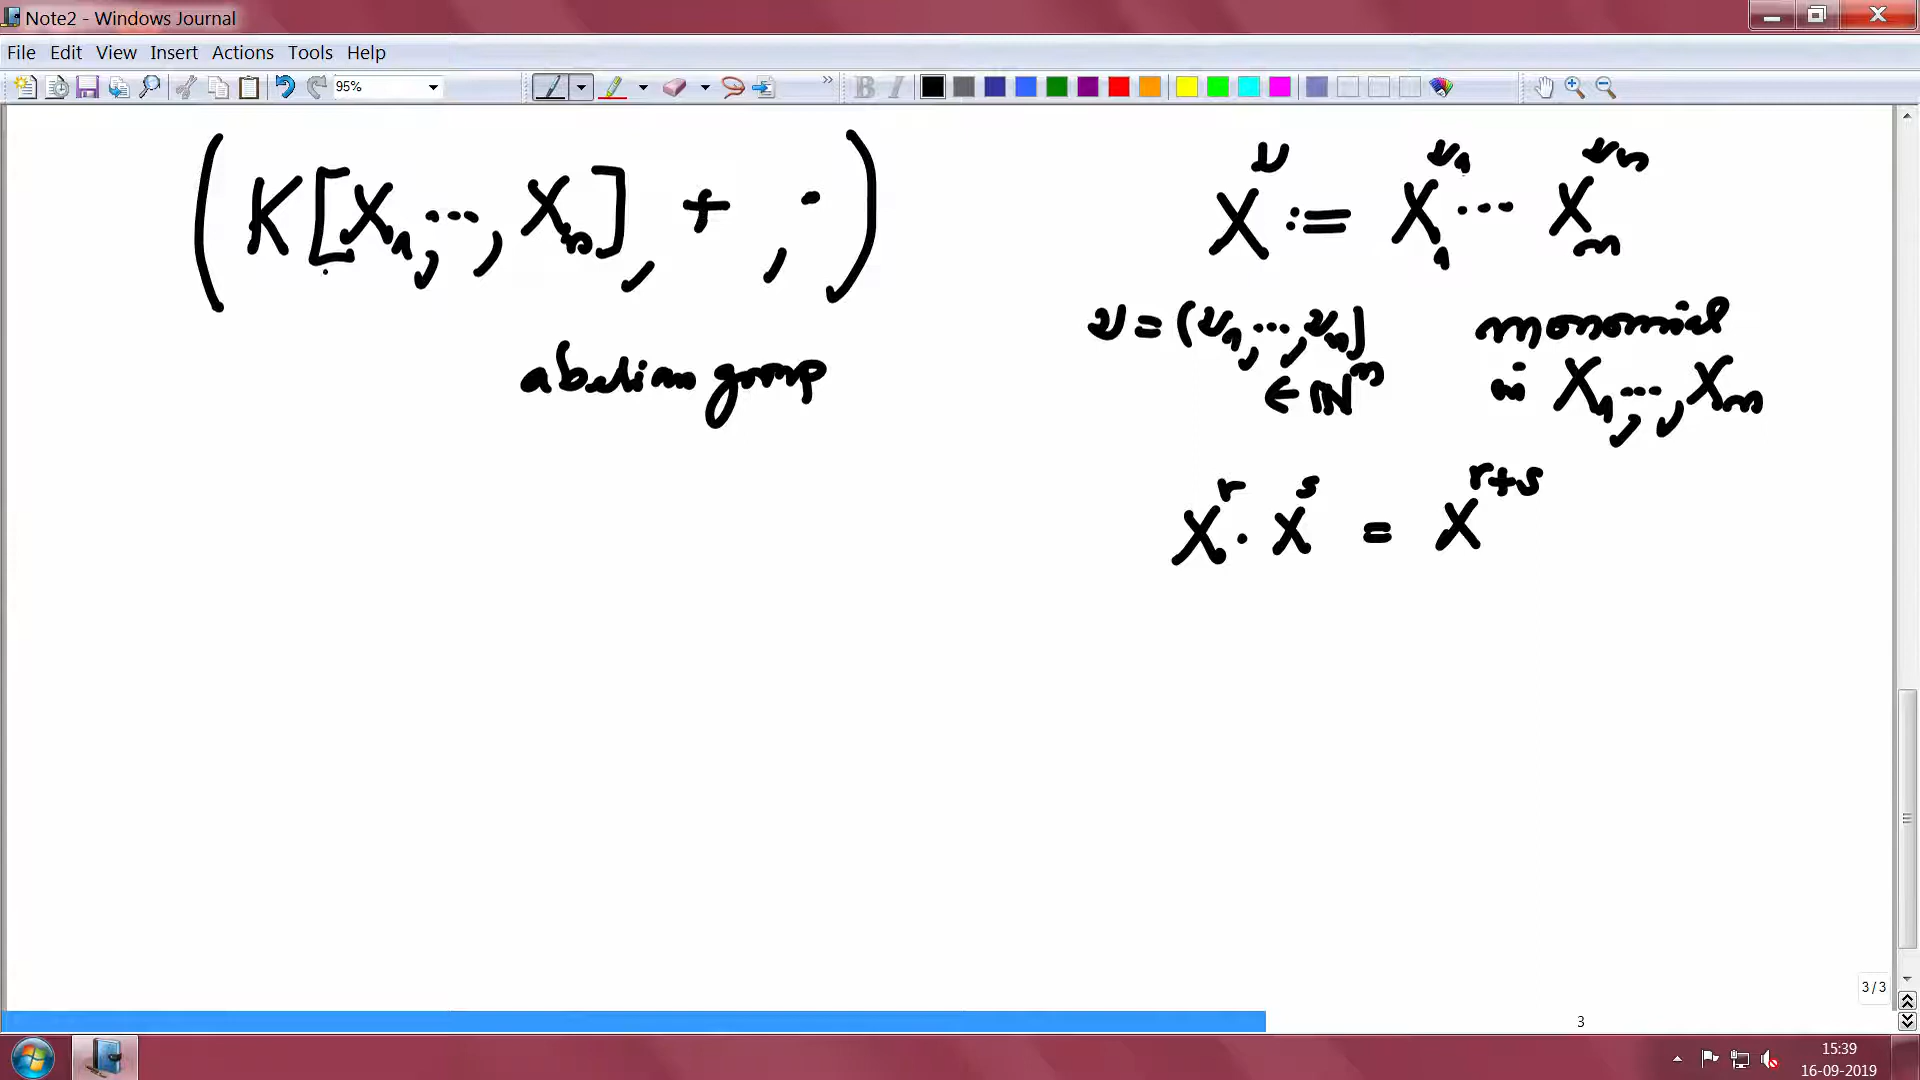 Note2 - Windows Journal
File Edit View Insert Actions Tools Help
95%
(K[X₁,...,Xₙ], +, ·)
abelian group
X^ν := X₁^ν₁ ... Xₙ^νₙ
ν = (ν₁,...,νₙ)
∈ ℕⁿ
monomial
in X₁,...,Xₙ
X^r · X^s = X^(r+s)
3 / 3
3
15:39
16-09-2019